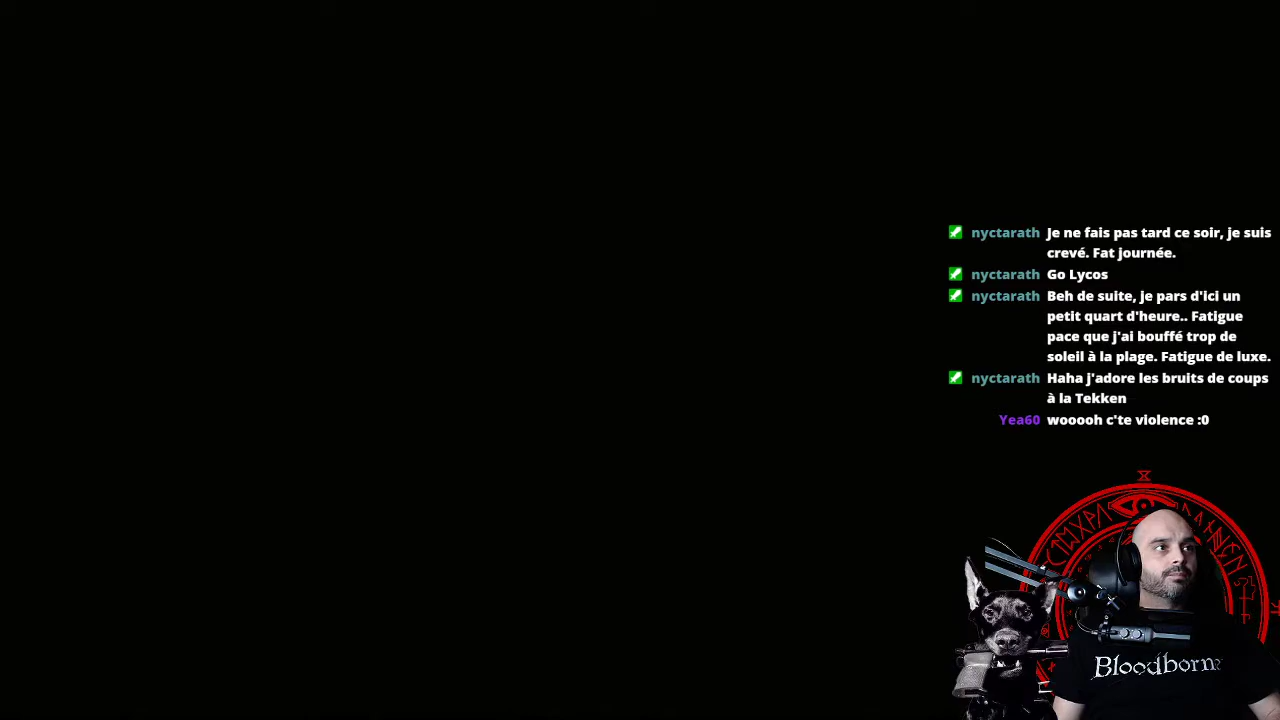 nyctarath Je ne fais pas tard ce soir, je suis
crevé. Fat journée.
nyctarath Go Lycos
nyctarath Beh de suite, je pars d'ici un
petit quart d'heure.. Fatigue
pace que j'ai bouffé trop de
soleil à la plage. Fatigue de luxe.
nyctarath Haha j'adore les bruits de coups
à la Tekken
Yea60 wooooh c'te violence :0
Bloodborne